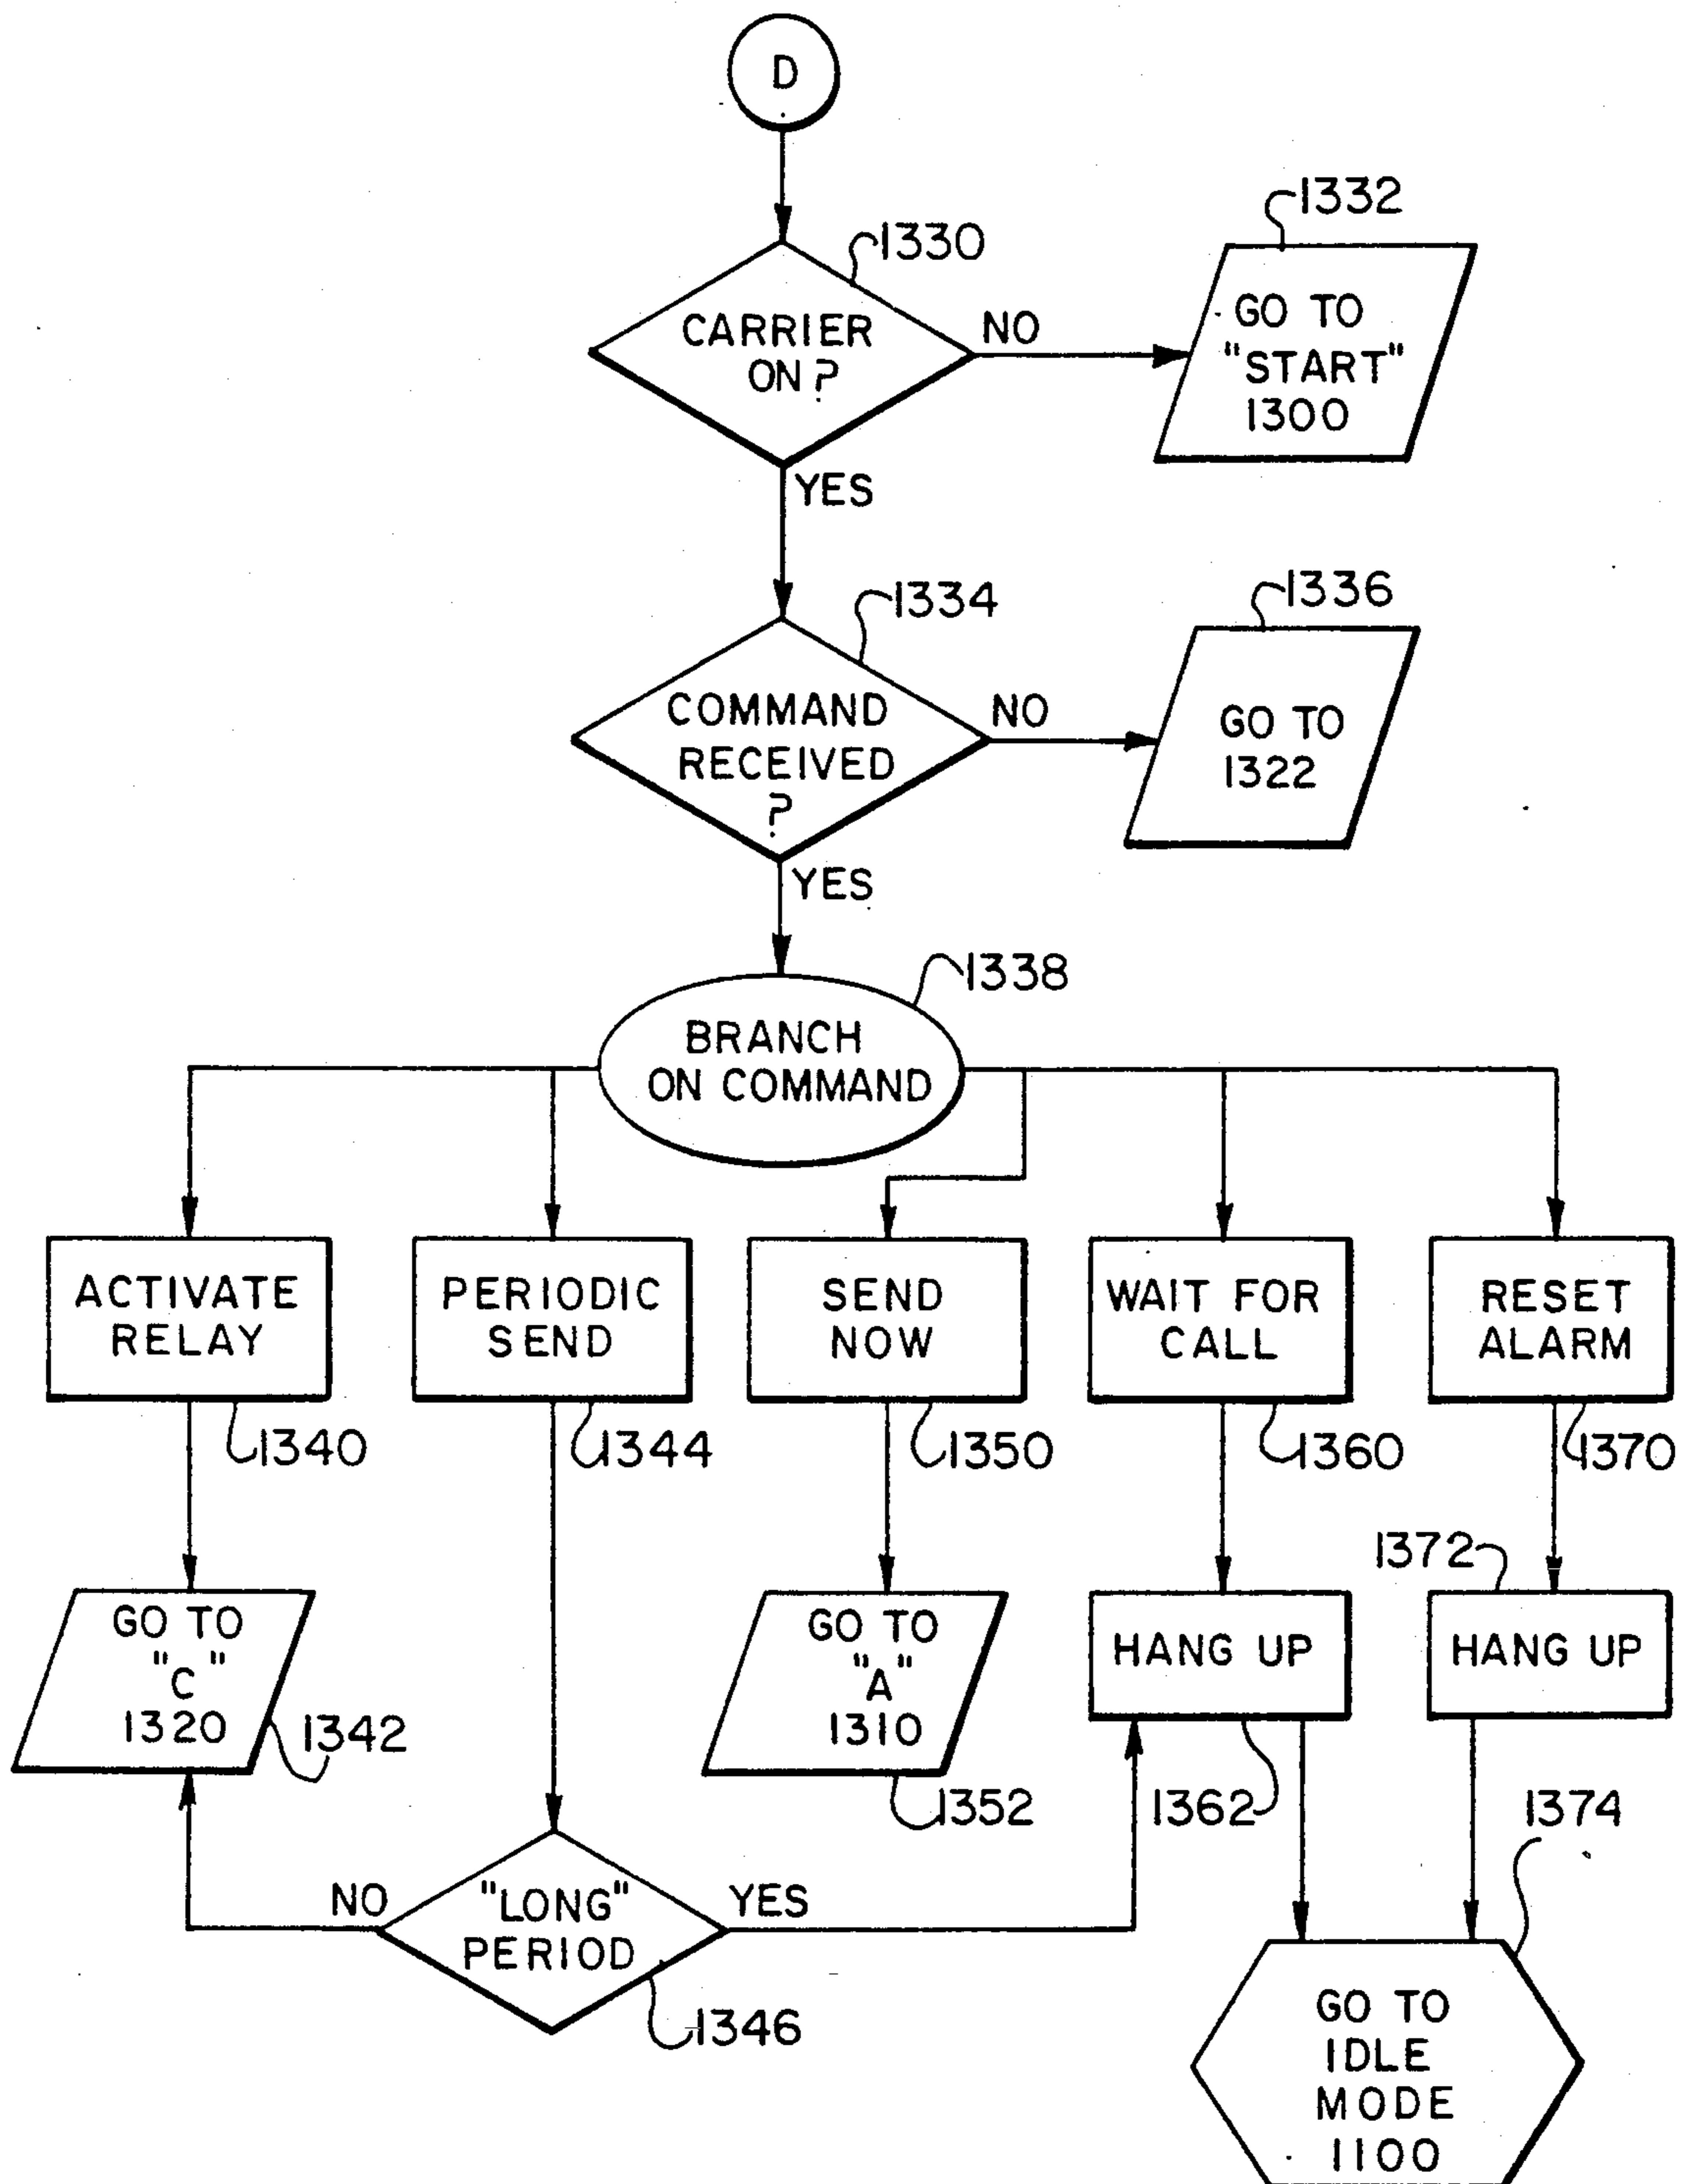 D
1330
1332
CARRIER
ON?
NO
GO TO
"START"
1300
YES
1334
1336
COMMAND
RECEIVED
?
NO
GO TO
1322
YES
1338
BRANCH
ON COMMAND
ACTIVATE
RELAY
PERIODIC
SEND
SEND
NOW
WAIT FOR
CALL
RESET
ALARM
1340
1344
1350
1360
1370
1372
GO TO
"C"
1320
1342
GO TO
"A"
1310
1352
HANG UP
HANG UP
1362
1374
NO
"LONG"
PERIOD
YES
1346
GO TO
IDLE
MODE
1100